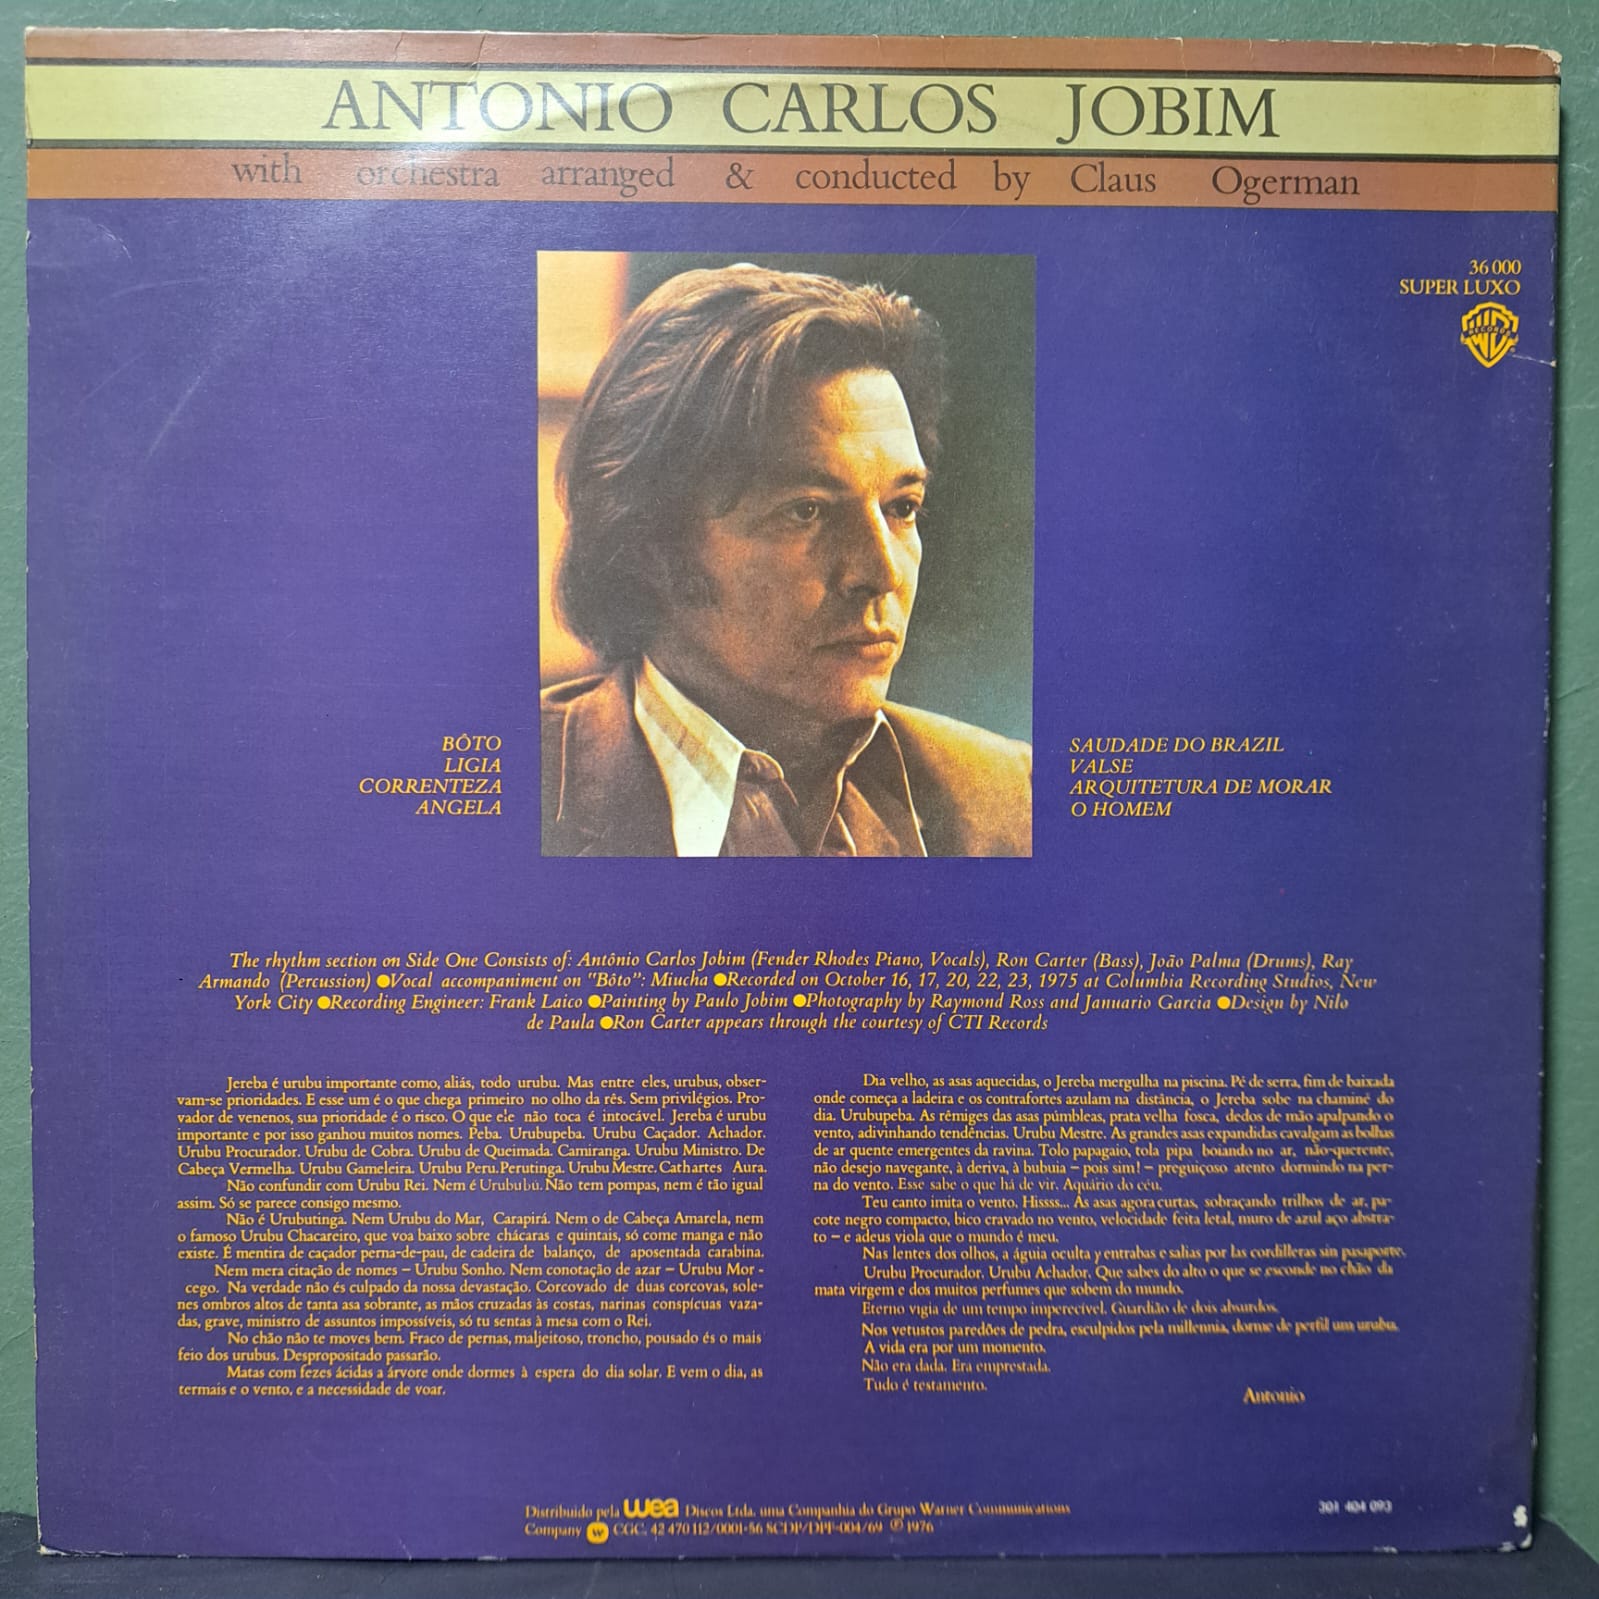 ANTONIO CARLOS JOBIM
with orchestra arranged & conducted by Claus Ogerman
36 000
SUPER LUXO
RECORDS
BÔTO
LIGIA
CORRENTEZA
ANGELA
SAUDADE DO BRAZIL
VALSE
ARQUITETURA DE MORAR
O HOMEM
The rhythm section on Side One Consists of: Antônio Carlos Jobim (Fender Rhodes Piano, Vocals), Ron Carter (Bass), João Palma (Drums), Ray
Armando (Percussion) ●Vocal accompaniment on "Bôto": Miucha ●Recorded on October 16, 17, 20, 22, 23, 1975 at Columbia Recording Studios, New
York City ●Recording Engineer: Frank Laico ●Painting by Paulo Jobim ●Photography by Raymond Ross and Januario Garcia ●Design by Nilo
de Paula ●Ron Carter appears through the courtesy of CTI Records
Jereba é urubu importante como, aliás, todo urubu. Mas entre eles, urubus, obser-
vam-se prioridades. E esse um é o que chega primeiro no olho da rês. Sem privilégios. Pro-
vador de venenos, sua prioridade é o risco. O que ele não toca é intocável. Jereba é urubu
importante e por isso ganhou muitos nomes. Peba. Urubupeba. Urubu Caçador. Achador.
Urubu Procurador. Urubu de Cobra. Urubu de Queimada. Camiranga. Urubu Ministro. De
Cabeça Vermelha. Urubu Gameleira. Urubu Peru. Perutinga. Urubu Mestre. Cathartes Aura.
Não confundir com Urubu Rei. Nem é Urububú. Não tem pompas, nem é tão igual
assim. Só se parece consigo mesmo.
Não é Urubutinga. Nem Urubu do Mar, Carapirá. Nem o de Cabeça Amarela, nem
o famoso Urubu Chacareiro, que voa baixo sobre chácaras e quintais, só come manga e não
existe. É mentira de caçador perna-de-pau, de cadeira de balanço, de aposentada carabina.
Nem mera citação de nomes – Urubu Sonho. Nem conotação de azar – Urubu Mor -
cego. Na verdade não és culpado da nossa devastação. Corcovado de duas corcovas, sole-
nes ombros altos de tanta asa sobrante, as mãos cruzadas às costas, narinas conspícuas vaza-
das, grave, ministro de assuntos impossíveis, só tu sentas à mesa com o Rei.
No chão não te moves bem. Fraco de pernas, maljeitoso, troncho, pousado és o mais
feio dos urubus. Despropositado passarão.
Matas com fezes ácidas a árvore onde dormes à espera do dia solar. E vem o dia, as
termais e o vento, e a necessidade de voar.
Dia velho, as asas aquecidas, o Jereba mergulha na piscina. Pé de serra, fim de baixada
onde começa a ladeira e os contrafortes azulam na distância, o Jereba sobe na chaminé do
dia. Urubupeba. As rêmiges das asas púmbleas, prata velha fosca, dedos de mão apalpando o
vento, adivinhando tendências. Urubu Mestre. As grandes asas expandidas cavalgam as bolhas
de ar quente emergentes da ravina. Tolo papagaio, tola pipa boiando no ar, não-querente,
não desejo navegante, à deriva, à bubuia – pois sim! – preguiçoso atento dormindo na per-
na do vento. Esse sabe o que há de vir. Aquário do céu.
Teu canto imita o vento. Hissss... As asas agora curtas, sobraçando trilhos de ar, pa-
cote negro compacto, bico cravado no vento, velocidade feita letal, muro de azul aço abstra-
to – e adeus viola que o mundo é meu.
Nas lentes dos olhos, a águia oculta y entrabas e salias por las cordilleras sin pasaporte.
Urubu Procurador. Urubu Achador. Que sabes do alto o que se esconde no chão da
mata virgem e dos muitos perfumes que sobem do mundo.
Eterno vigia de um tempo imperecível. Guardião de dois absurdos.
Nos vetustos paredões de pedra, esculpidos pela millennia, dorme de perfil um urubu.
A vida era por um momento.
Não era dada. Era emprestada.
Tudo é testamento.
Antonio
Distribuido pela wea Discos Ltda. uma Companhia do Grupo Warner Communications
Company CGC. 42 470 112/0001-56 SCDP/DPF-004/69 ℗ 1976
301 404 093